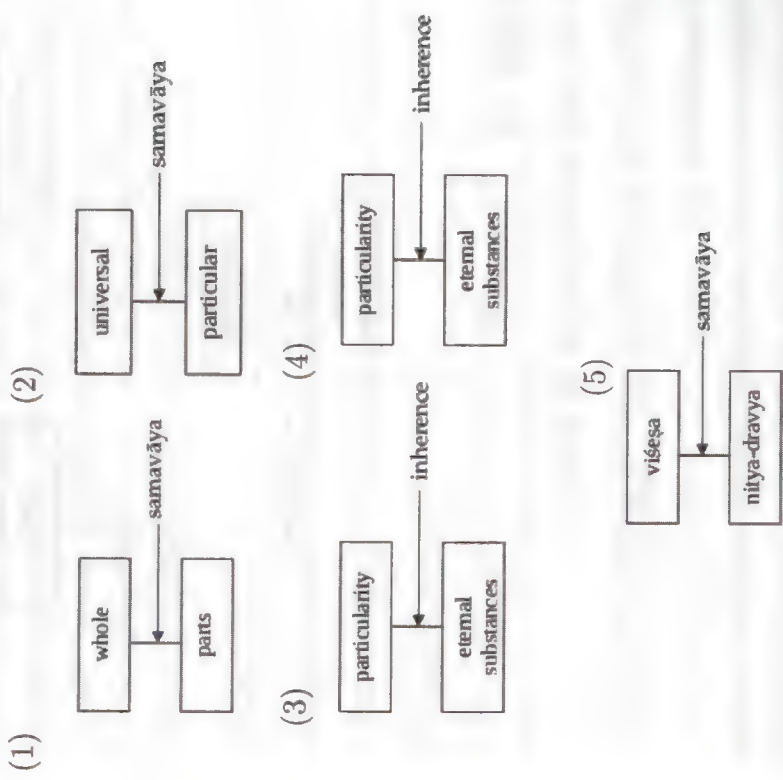 (1)
whole
samavāya
parts
(2)
universal
samavāya
particular
(3)
particularity
inherence
eternal
substances
(4)
particularity
inherence
eternal
substances
(5)
viśeṣa
samavāya
nitya-dravya